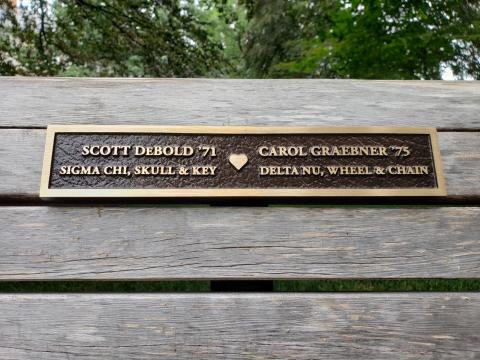 SCOTT DeBOLD '71
SIGMA CHI, SKULL & KEY
CAROL GRAEBNER '75
DELTA NU, WHEEL & CHAIN